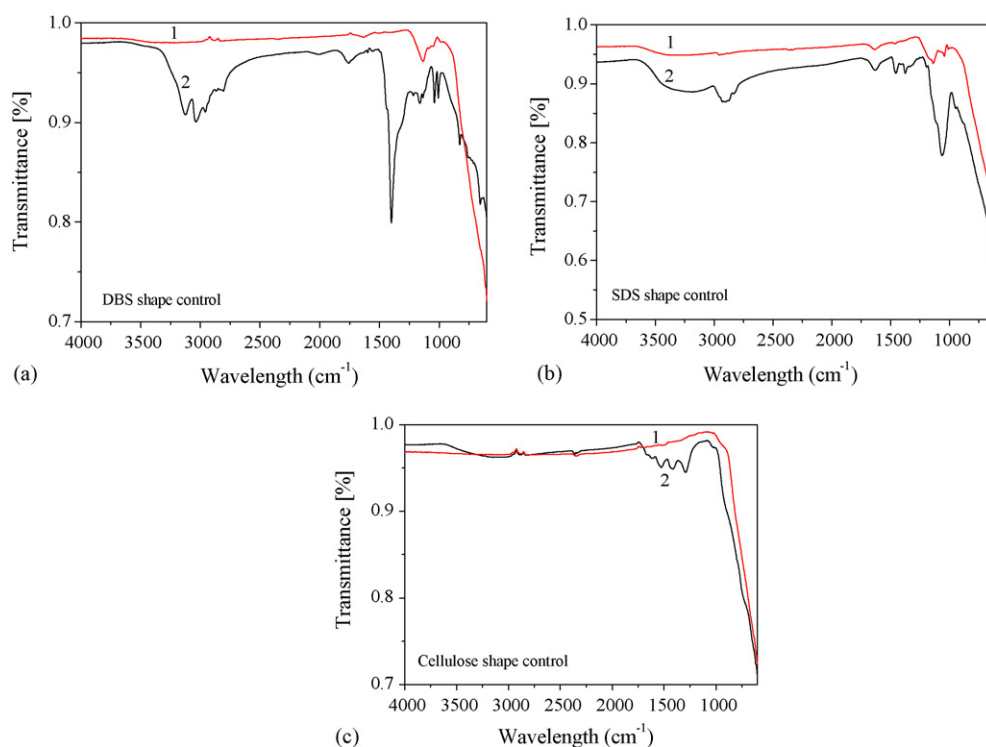 1.0
0.9
0.8
0.7
Transmittance [%]
1
2
DBS shape control
4000 3500 3000 2500 2000 1500 1000
Wavelength (cm⁻¹)
(a)
1.0
0.9
0.8
0.7
0.6
0.5
Transmittance [%]
1
2
SDS shape control
4000 3500 3000 2500 2000 1500 1000
Wavelength (cm⁻¹)
(b)
1.0
0.9
0.8
0.7
Transmittance [%]
1
2
Cellulose shape control
4000 3500 3000 2500 2000 1500 1000
Wavelength (cm⁻¹)
(c)